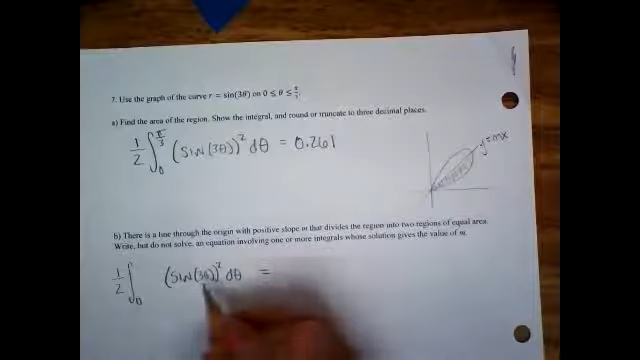 7. Use the graph of the curve r = sin(3θ) on 0 ≤ θ ≤ π/3.
a) Find the area of the region. Show the integral, and round or truncate to three decimal places.
1/2 ∫₀^(π/3) (sin(3θ))² dθ = 0.261
y=mx
b) There is a line through the origin with positive slope m that divides the region into two regions of equal area.
Write, but do not solve, an equation involving one or more integrals whose solution gives the value of m.
1/2 ∫₀ (sin(3θ))² dθ =